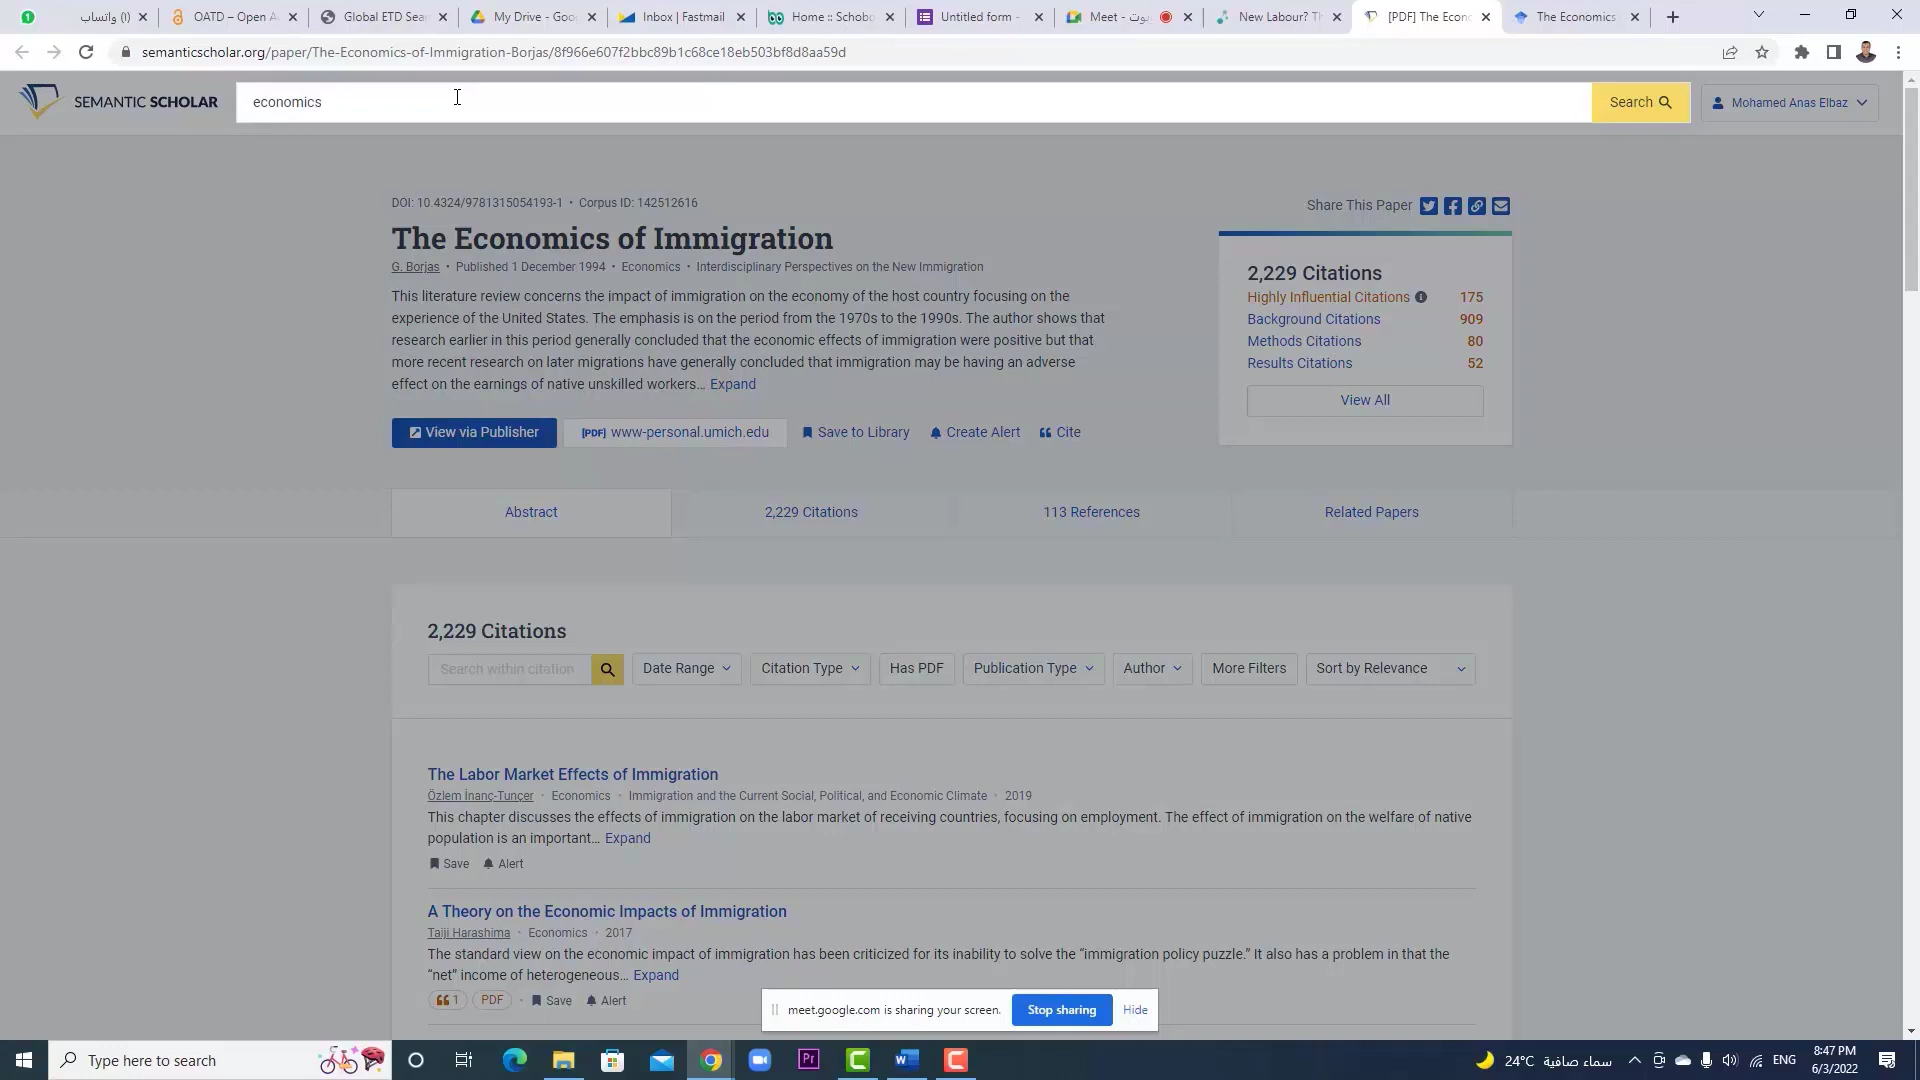 (1) واتساب
OATD – Open A
Global ETD Sear
My Drive - Goo
Inbox | Fastmail
Home :: Schobo
Untitled form -
Meet - بوت
New Labour? Th
[PDF] The Econo
The Economics
semanticscholar.org/paper/The-Economics-of-Immigration-Borjas/8f966e607f2bbc89b1c68ce18eb503bf8d8aa59d
SEMANTIC SCHOLAR
economics
Search
Mohamed Anas Elbaz
DOI: 10.4324/9781315054193-1 • Corpus ID: 142512616
Share This Paper
The Economics of Immigration
G. Borjas • Published 1 December 1994 • Economics • Interdisciplinary Perspectives on the New Immigration
This literature review concerns the impact of immigration on the economy of the host country focusing on the
experience of the United States. The emphasis is on the period from the 1970s to the 1990s. The author shows that
research earlier in this period generally concluded that the economic effects of immigration were positive but that
more recent research on later migrations have generally concluded that immigration may be having an adverse
effect on the earnings of native unskilled workers… Expand
2,229 Citations
Highly Influential Citations 175
Background Citations 909
Methods Citations 80
Results Citations 52
View All
View via Publisher
[PDF] www-personal.umich.edu
Save to Library
Create Alert
Cite
Abstract
2,229 Citations
113 References
Related Papers
2,229 Citations
Search within citation
Date Range
Citation Type
Has PDF
Publication Type
Author
More Filters
Sort by Relevance
The Labor Market Effects of Immigration
Özlem İnanç-Tunçer • Economics • Immigration and the Current Social, Political, and Economic Climate • 2019
This chapter discusses the effects of immigration on the labor market of receiving countries, focusing on employment. The effect of immigration on the welfare of native
population is an important… Expand
Save Alert
A Theory on the Economic Impacts of Immigration
Taiji Harashima • Economics • 2017
The standard view on the economic impact of immigration has been criticized for its inability to solve the “immigration policy puzzle.” It also has a problem in that the
“net” income of heterogeneous… Expand
1 PDF • Save Alert
meet.google.com is sharing your screen.
Stop sharing
Hide
Type here to search
Pr
24°C سماء صافية
ENG
8:47 PM
6/3/2022